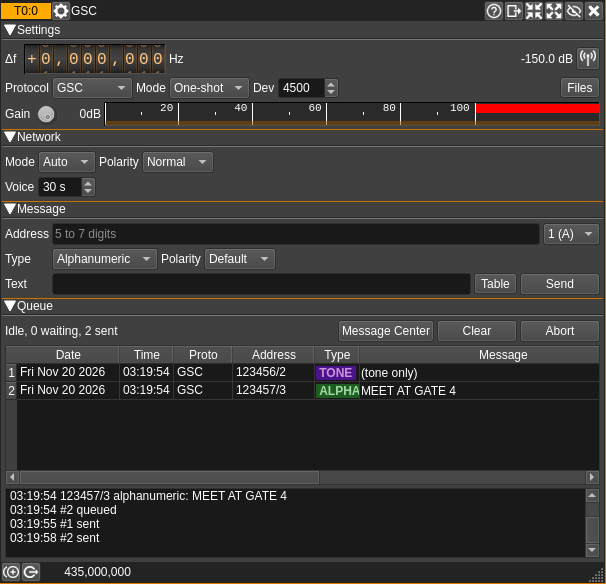 T0:0 GSC
Settings
Δf +0,000,000 Hz -150.0 dB
Protocol GSC Mode One-shot Dev 4500 Files
Gain 0dB 20 40 60 80 100
Network
Mode Auto Polarity Normal
Voice 30 s
Message
Address 5 to 7 digits 1 (A)
Type Alphanumeric Polarity Default
Text Table Send
Queue
Idle, 0 waiting, 2 sent Message Center Clear Abort
Date Time Proto Address Type Message
1 Fri Nov 20 2026 03:19:54 GSC 123456/2 TONE (tone only)
2 Fri Nov 20 2026 03:19:54 GSC 123457/3 ALPHA MEET AT GATE 4
03:19:54 123457/3 alphanumeric: MEET AT GATE 4
03:19:54 #2 queued
03:19:55 #1 sent
03:19:58 #2 sent
435,000,000